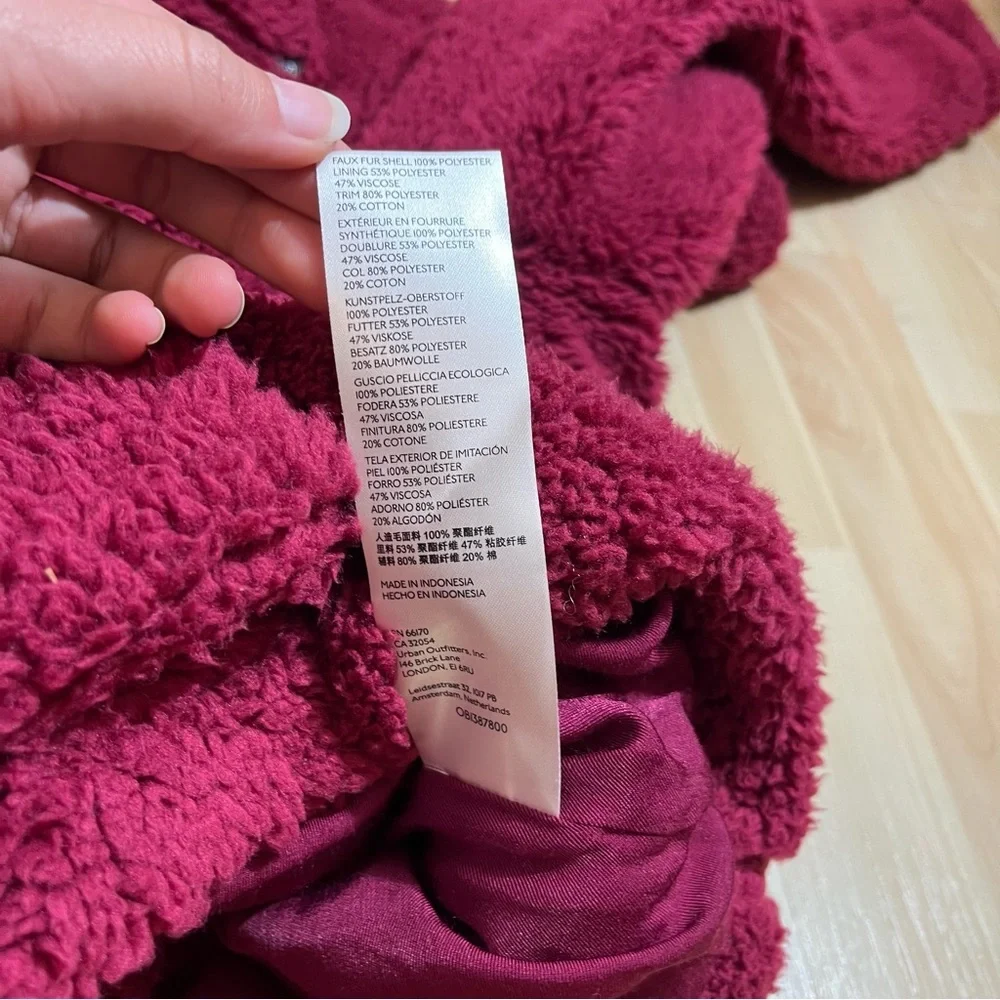 FAUX FUR SHELL 100% POLYESTER
LINING 53% POLYESTER
47% VISCOSE
TRIM 80% POLYESTER
20% COTTON
EXTÉRIEUR EN FOURRURE
SYNTHÉTIQUE 100% POLYESTER
DOUBLURE 53% POLYESTER
47% VISCOSE
COL 80% POLYESTER
20% COTON
KUNSTPELZ-OBERSTOFF
100% POLYESTER
FUTTER 53% POLYESTER
47% VISKOSE
BESATZ 80% POLYESTER
20% BAUMWOLLE
GUSCIO PELLICCIA ECOLOGICA
100% POLIESTERE
FODERA 53% POLIESTERE
47% VISCOSA
FINITURA 80% POLIESTERE
20% COTONE
TELA EXTERIOR DE IMITACIÓN
PIEL 100% POLIÉSTER
FORRO 53% POLIÉSTER
47% VISCOSA
ADORNO 80% POLIÉSTER
20% ALGODÓN
人造毛面料 100% 聚酯纤维
里料 53% 聚酯纤维 47% 粘胶纤维
辅料 80% 聚酯纤维 20% 棉
MADE IN INDONESIA
HECHO EN INDONESIA
66170
CA 32054
Urban Outfitters, Inc.
146 Brick Lane
LONDON, E1 6RU
Leidsestraat 32, 1017 PB
Amsterdam, Netherlands
OB1387800